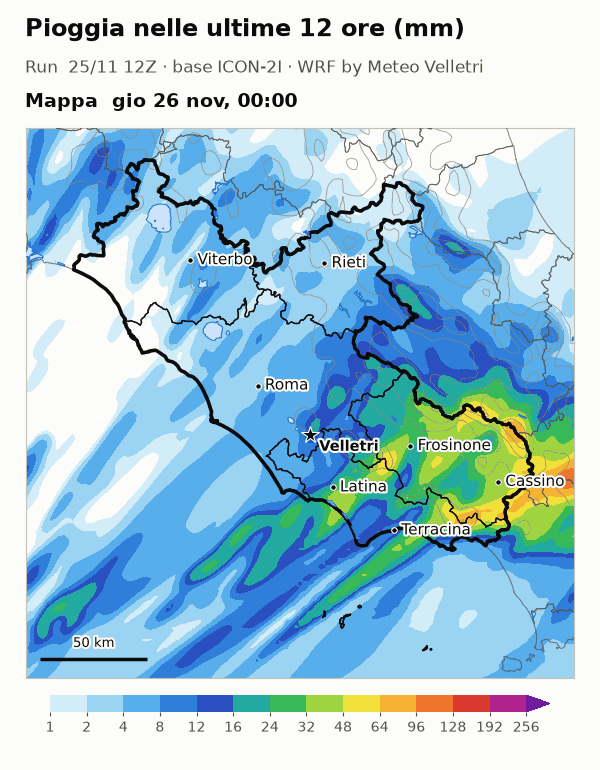 Pioggia nelle ultime 12 ore (mm)
Run  25/11 12Z · base ICON-2I · WRF by Meteo Velletri
Mappa  gio 26 nov, 00:00
Viterbo
Rieti
Roma
Velletri
Frosinone
Latina
Cassino
Terracina
50 km
1 2 4 8 12 16 24 32 48 64 96 128 192 256